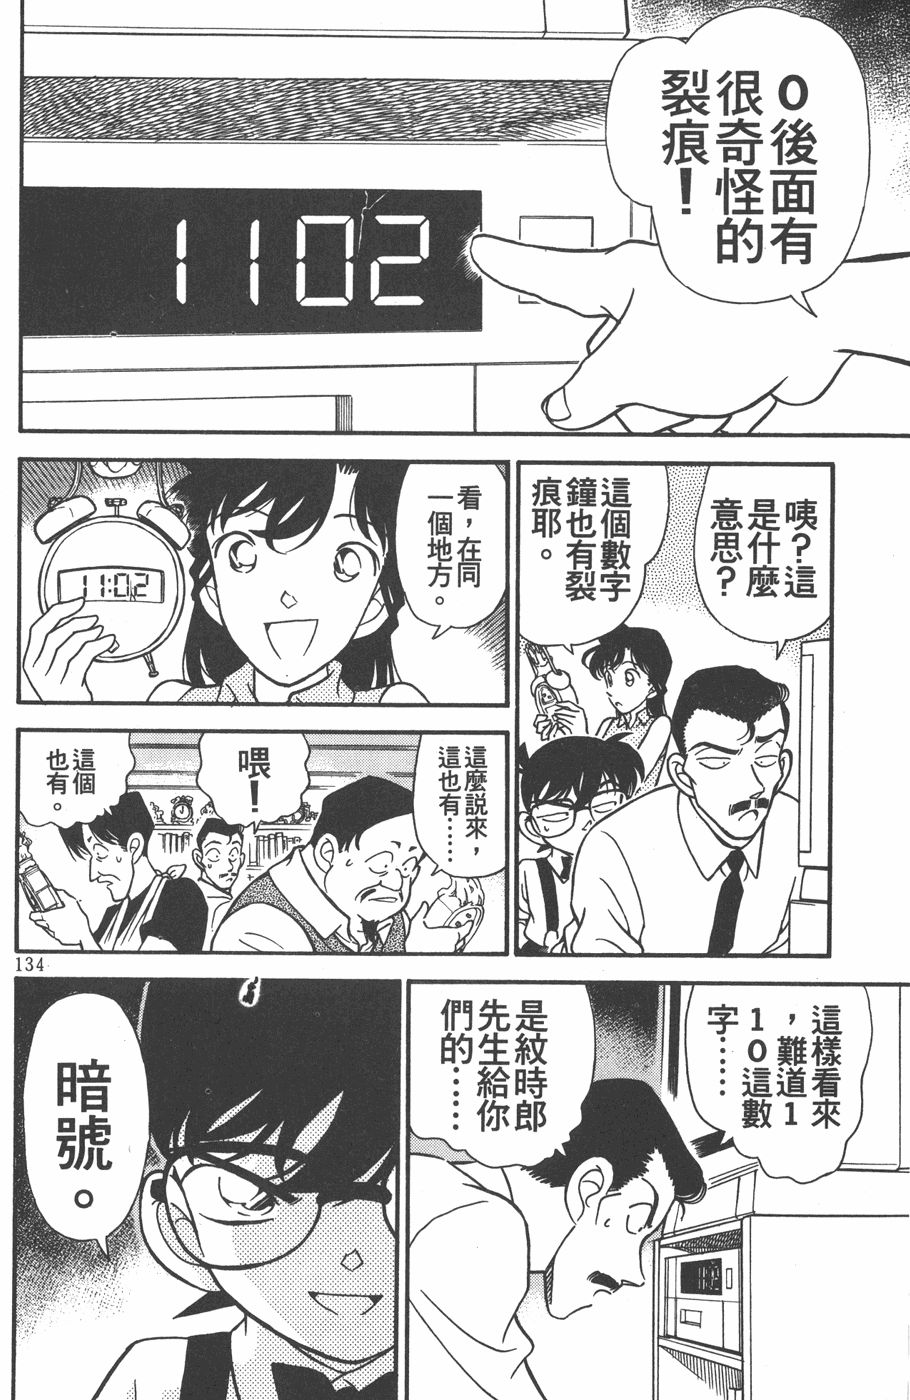 0後面有
很奇怪的
裂痕！
1102
咦？這
是什麼
意思？
這個數字
鐘也有裂
痕耶。
看，在同
一個地方。
11:02
這麼說來，
這也有……
喂！
這個
也有。
134
這樣看來
，難道1
10這數
字……
是紋時郎
先生給你
們的……
1102
暗號。